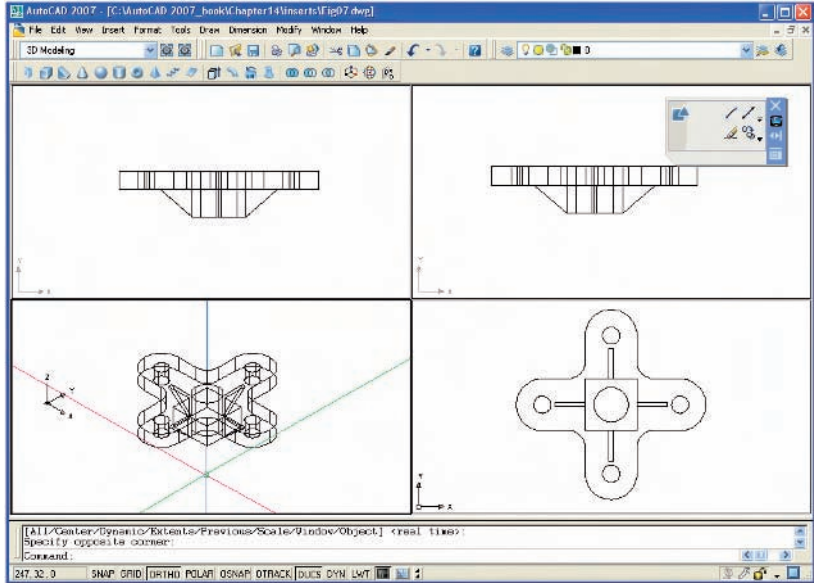 AutoCAD 2007 - [C:\AutoCAD 2007_book\Chapter14\inserts\Fig07.dwg]
File Edit View Insert Format Tools Draw Dimension Modify Window Help
3D Modeling
0
Y
X
Y
X
Z
Y
X
Y
X
[All/Center/Dynamic/Extents/Previous/Scale/Window/Object] <real time>:
Specify opposite corner:
Command:
247, 32, 0 SNAP GRID ORTHO POLAR OSNAP OTRACK DUCS DYN LWT